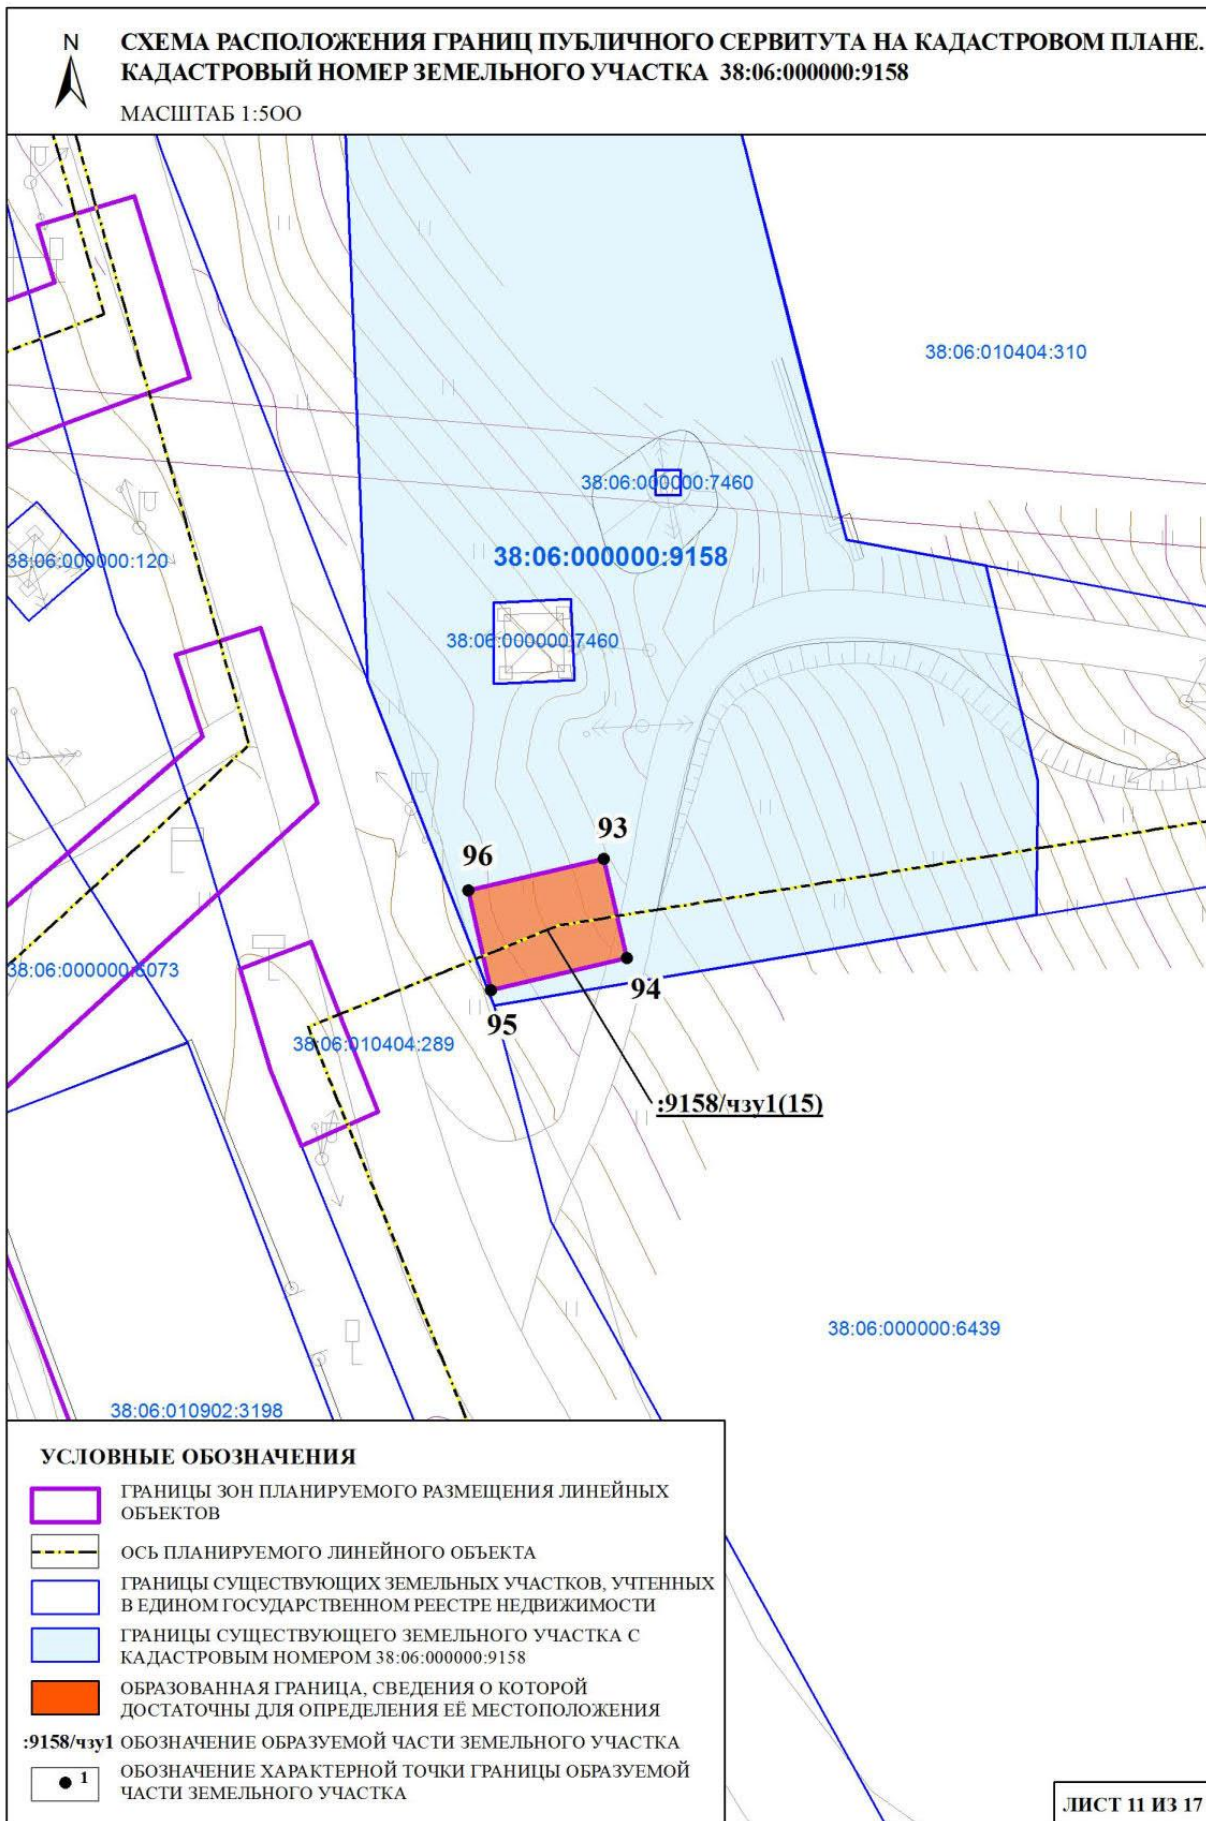 N
СХЕМА РАСПОЛОЖЕНИЯ ГРАНИЦ ПУБЛИЧНОГО СЕРВИТУТА НА КАДАСТРОВОМ ПЛАНЕ.
КАДАСТРОВЫЙ НОМЕР ЗЕМЕЛЬНОГО УЧАСТКА 38:06:000000:9158
МАСШТАБ 1:5ОО
38:06:010404:310
38:06:000000:7460
38:06:000000:9158
38:06:000000:120
38:06:000000:7460
93
96
38:06:000000:6073
94
95
38:06:010404:289
:9158/чзу1(15)
38:06:000000:6439
38:06:010902:3198
УСЛОВНЫЕ ОБОЗНАЧЕНИЯ
ГРАНИЦЫ ЗОН ПЛАНИРУЕМОГО РАЗМЕЩЕНИЯ ЛИНЕЙНЫХ
ОБЪЕКТОВ
ОСЬ ПЛАНИРУЕМОГО ЛИНЕЙНОГО ОБЪЕКТА
ГРАНИЦЫ СУЩЕСТВУЮЩИХ ЗЕМЕЛЬНЫХ УЧАСТКОВ, УЧТЕННЫХ
В ЕДИНОМ ГОСУДАРСТВЕННОМ РЕЕСТРЕ НЕДВИЖИМОСТИ
ГРАНИЦЫ СУЩЕСТВУЮЩЕГО ЗЕМЕЛЬНОГО УЧАСТКА С
КАДАСТРОВЫМ НОМЕРОМ 38:06:000000:9158
ОБРАЗОВАННАЯ ГРАНИЦА, СВЕДЕНИЯ О КОТОРОЙ
ДОСТАТОЧНЫ ДЛЯ ОПРЕДЕЛЕНИЯ ЕЁ МЕСТОПОЛОЖЕНИЯ
:9158/чзу1 ОБОЗНАЧЕНИЕ ОБРАЗУЕМОЙ ЧАСТИ ЗЕМЕЛЬНОГО УЧАСТКА
1 ОБОЗНАЧЕНИЕ ХАРАКТЕРНОЙ ТОЧКИ ГРАНИЦЫ ОБРАЗУЕМОЙ
ЧАСТИ ЗЕМЕЛЬНОГО УЧАСТКА
ЛИСТ 11 ИЗ 17